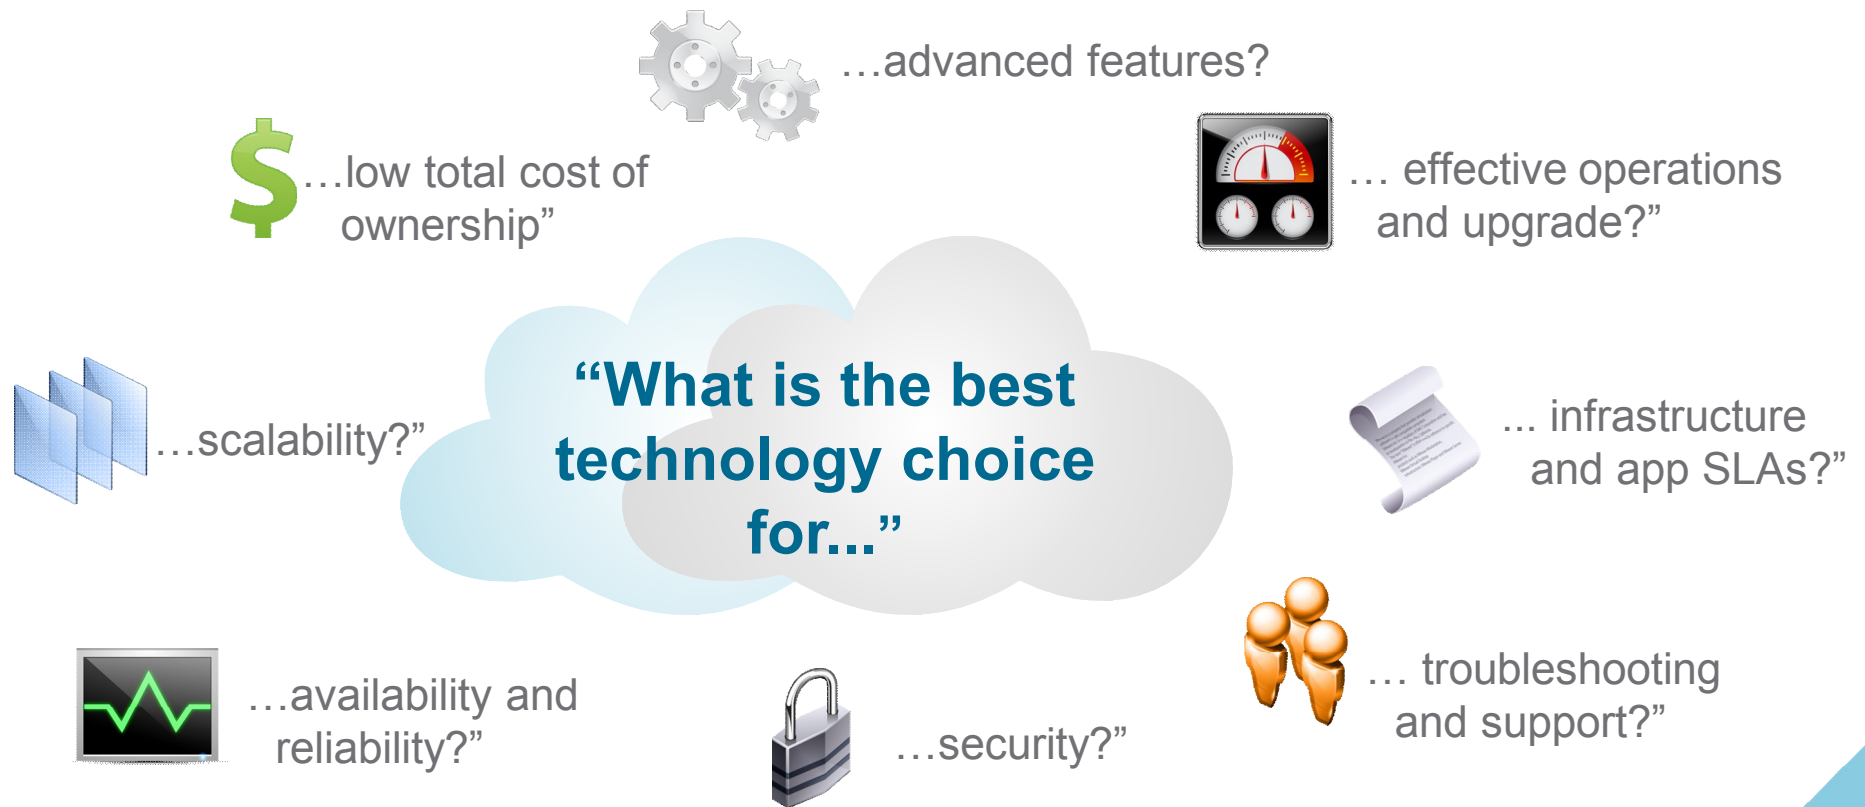 …advanced features?
…low total cost of
ownership”
… effective operations
and upgrade?”
“What is the best
technology choice
for...”
…scalability?”
... infrastructure
and app SLAs?”
…availability and
reliability?”
…security?”
… troubleshooting
and support?”